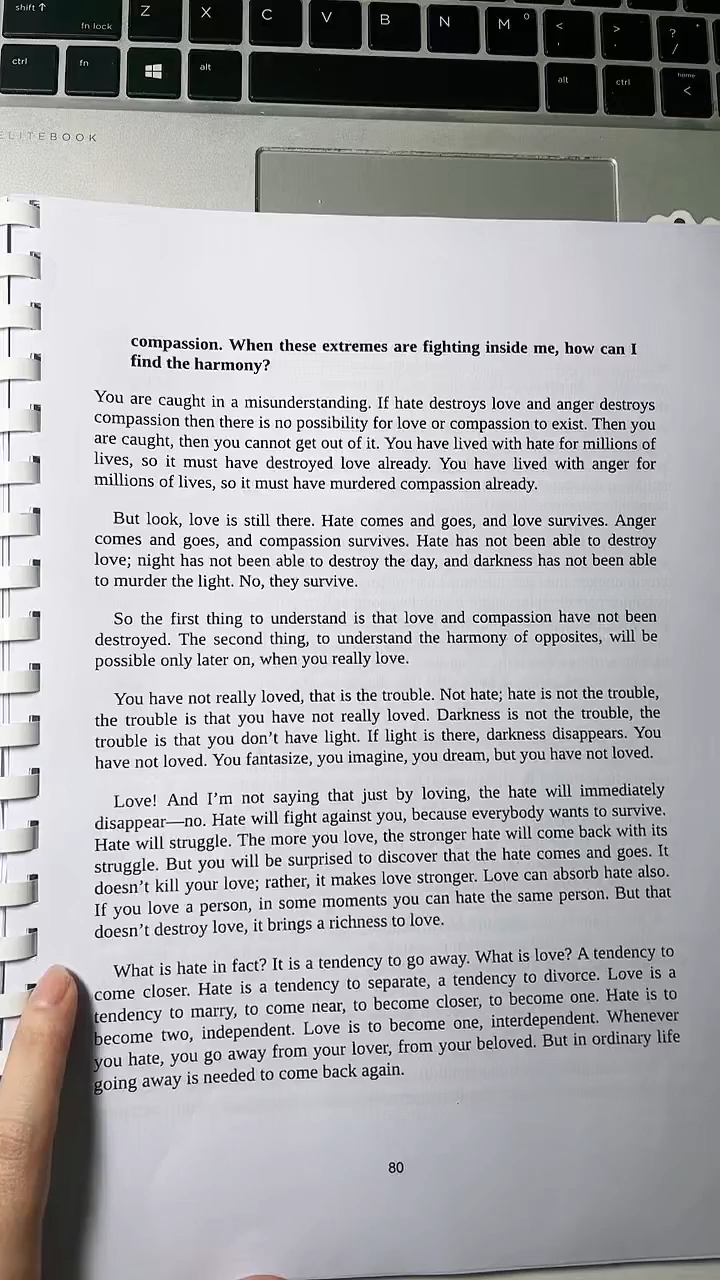 shift ↑
fn lock
Z
X
C
V
B
N
M
O
<
,
>
.
?
/
ctrl
fn
alt
alt
ctrl
home
<
ELITEBOOK
compassion. When these extremes are fighting inside me, how can I
find the harmony?
You are caught in a misunderstanding. If hate destroys love and anger destroys
compassion then there is no possibility for love or compassion to exist. Then you
are caught, then you cannot get out of it. You have lived with hate for millions of
lives, so it must have destroyed love already. You have lived with anger for
millions of lives, so it must have murdered compassion already.
But look, love is still there. Hate comes and goes, and love survives. Anger
comes and goes, and compassion survives. Hate has not been able to destroy
love; night has not been able to destroy the day, and darkness has not been able
to murder the light. No, they survive.
So the first thing to understand is that love and compassion have not been
destroyed. The second thing, to understand the harmony of opposites, will be
possible only later on, when you really love.
You have not really loved, that is the trouble. Not hate; hate is not the trouble,
the trouble is that you have not really loved. Darkness is not the trouble, the
trouble is that you don't have light. If light is there, darkness disappears. You
have not loved. You fantasize, you imagine, you dream, but you have not loved.
Love! And I'm not saying that just by loving, the hate will immediately
disappear—no. Hate will fight against you, because everybody wants to survive.
Hate will struggle. The more you love, the stronger hate will come back with its
struggle. But you will be surprised to discover that the hate comes and goes. It
doesn't kill your love; rather, it makes love stronger. Love can absorb hate also.
If you love a person, in some moments you can hate the same person. But that
doesn't destroy love, it brings a richness to love.
What is hate in fact? It is a tendency to go away. What is love? A tendency to
come closer. Hate is a tendency to separate, a tendency to divorce. Love is a
tendency to marry, to come near, to become closer, to become one. Hate is to
become two, independent. Love is to become one, interdependent. Whenever
you hate, you go away from your lover, from your beloved. But in ordinary life
going away is needed to come back again.
80